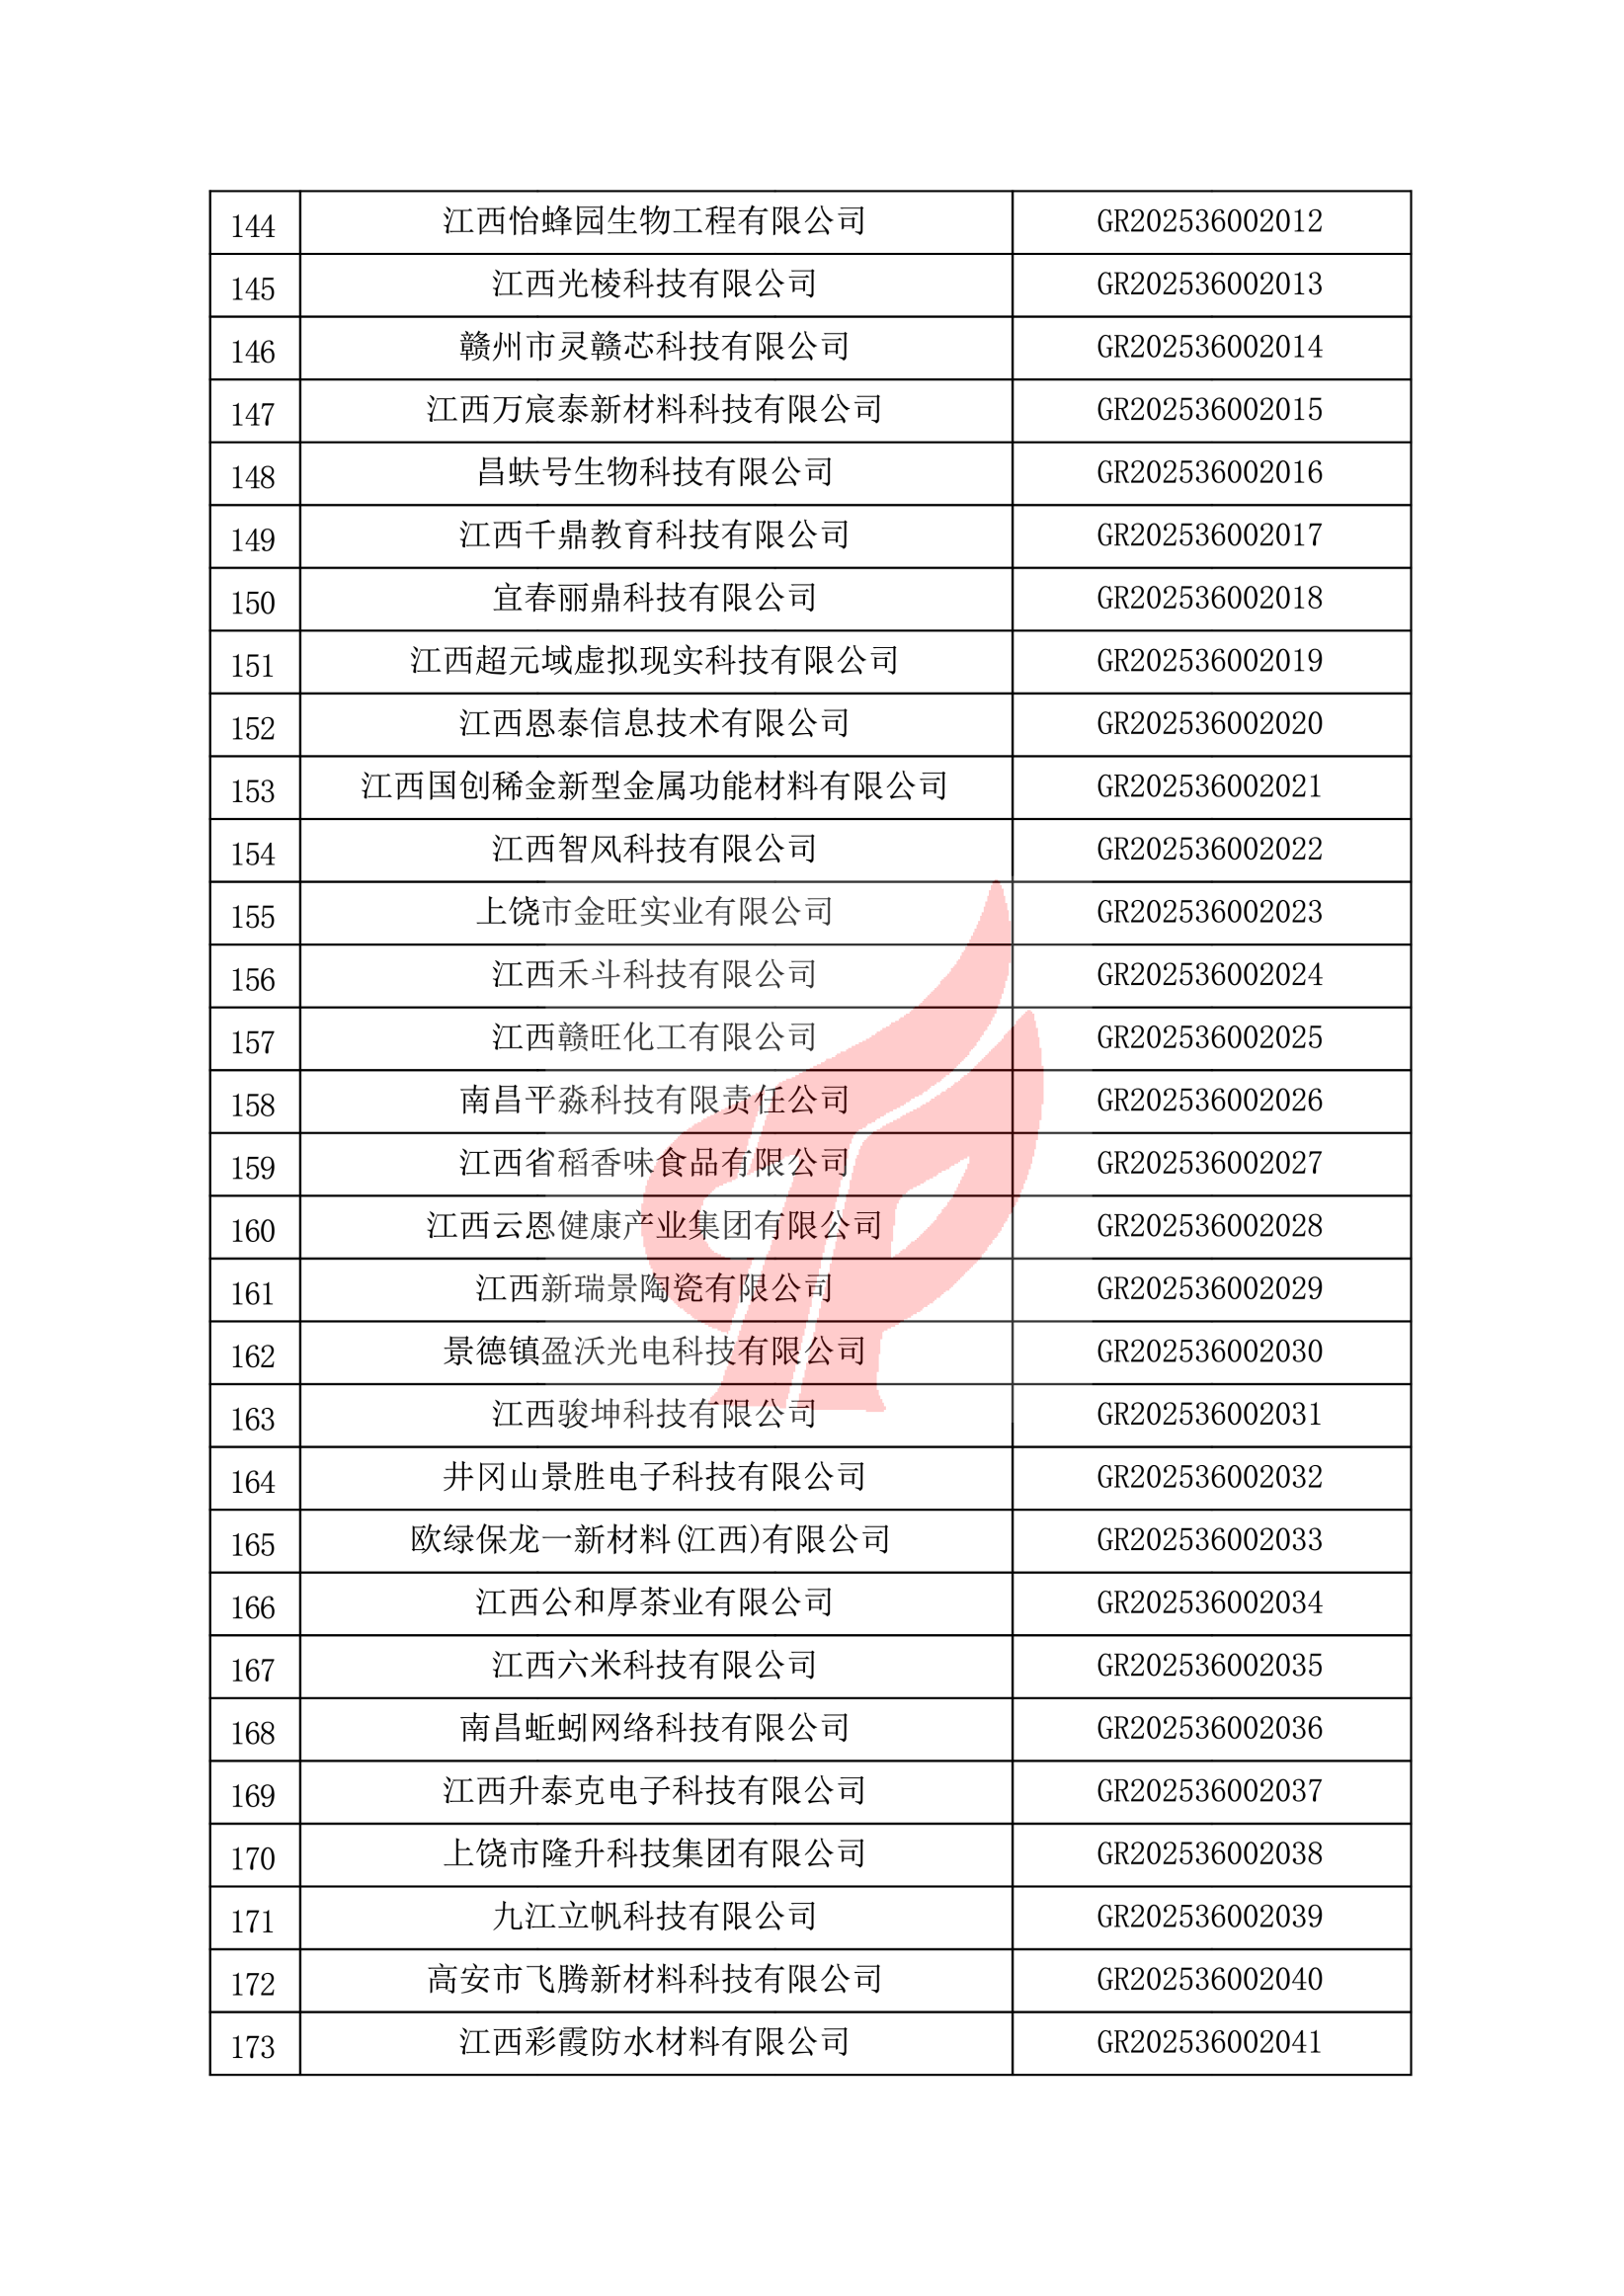 144 江西怡蜂园生物工程有限公司 GR202536002012
145 江西光棱科技有限公司 GR202536002013
146 赣州市灵赣芯科技有限公司 GR202536002014
147 江西万宸泰新材料科技有限公司 GR202536002015
148 昌蚨号生物科技有限公司 GR202536002016
149 江西千鼎教育科技有限公司 GR202536002017
150 宜春丽鼎科技有限公司 GR202536002018
151 江西超元域虚拟现实科技有限公司 GR202536002019
152 江西恩泰信息技术有限公司 GR202536002020
153 江西国创稀金新型金属功能材料有限公司 GR202536002021
154 江西智风科技有限公司 GR202536002022
155 上饶市金旺实业有限公司 GR202536002023
156 江西禾斗科技有限公司 GR202536002024
157 江西赣旺化工有限公司 GR202536002025
158 南昌平淼科技有限责任公司 GR202536002026
159 江西省稻香味食品有限公司 GR202536002027
160 江西云恩健康产业集团有限公司 GR202536002028
161 江西新瑞景陶瓷有限公司 GR202536002029
162 景德镇盈沃光电科技有限公司 GR202536002030
163 江西骏坤科技有限公司 GR202536002031
164 井冈山景胜电子科技有限公司 GR202536002032
165 欧绿保龙一新材料(江西)有限公司 GR202536002033
166 江西公和厚茶业有限公司 GR202536002034
167 江西六米科技有限公司 GR202536002035
168 南昌蚯蚓网络科技有限公司 GR202536002036
169 江西升泰克电子科技有限公司 GR202536002037
170 上饶市隆升科技集团有限公司 GR202536002038
171 九江立帆科技有限公司 GR202536002039
172 高安市飞腾新材料科技有限公司 GR202536002040
173 江西彩霞防水材料有限公司 GR202536002041